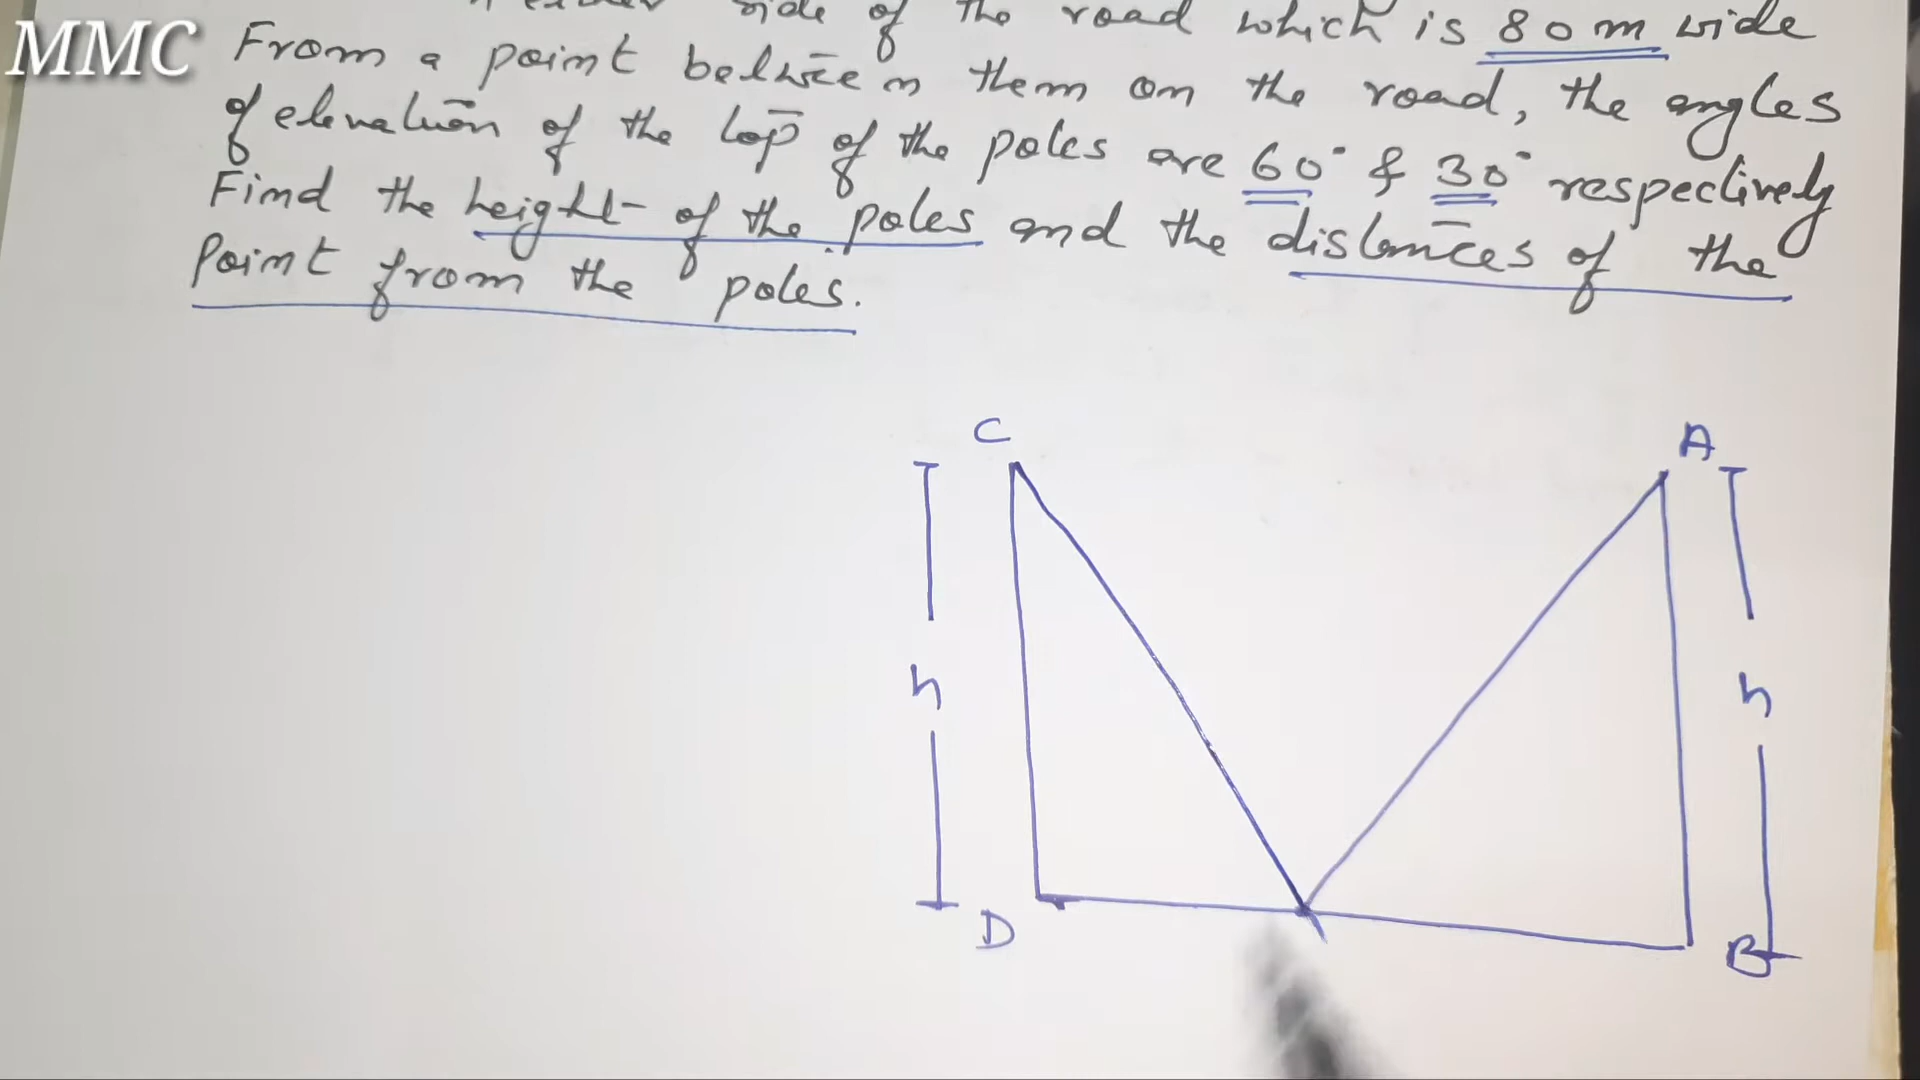 side of the road which is 80m wide
MMC
From a point between them on the road, the angles
of elevation of the top of the poles are 60° & 30° respectively
Find the height of the poles and the distances of the
Point from the poles.
C
A
h
h
D
B